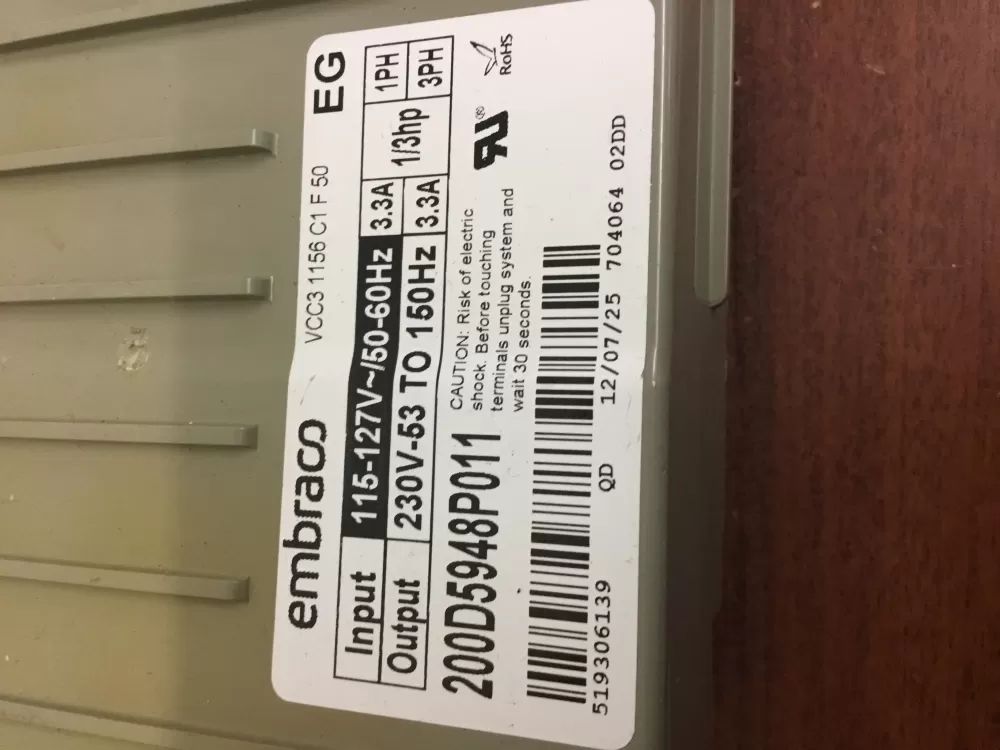 embraco VCC3 1156 C1 F 50 EG
Input 115-127V~/50-60Hz 3.3A 1/3hp 1PH
Output 230V-53 TO 150Hz 3.3A 3PH
200D5948P011
CAUTION: Risk of electric
shock. Before touching
terminals unplug system and
wait 30 seconds.
RU ®
RoHS
519306139 QD 12/07/25 704064 02DD